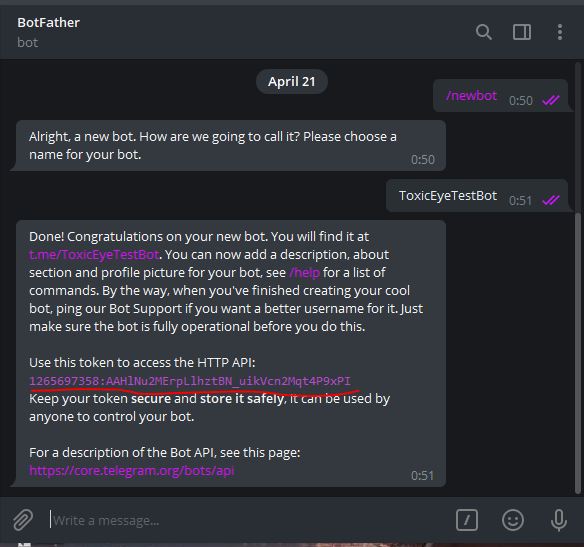 BotFather
bot
April 21
/newbot 0:50
Alright, a new bot. How are we going to call it? Please choose a
name for your bot.
0:50
ToxicEyeTestBot 0:51
Done! Congratulations on your new bot. You will find it at
t.me/ToxicEyeTestBot. You can now add a description, about
section and profile picture for your bot, see /help for a list of
commands. By the way, when you've finished creating your cool
bot, ping our Bot Support if you want a better username for it. Just
make sure the bot is fully operational before you do this.
Use this token to access the HTTP API:
1265697358:AAHlNu2MErpLlhztBN_uikVcn2Mqt4P9xPI
Keep your token secure and store it safely, it can be used by
anyone to control your bot.
For a description of the Bot API, see this page:
https://core.telegram.org/bots/api
0:51
Write a message...